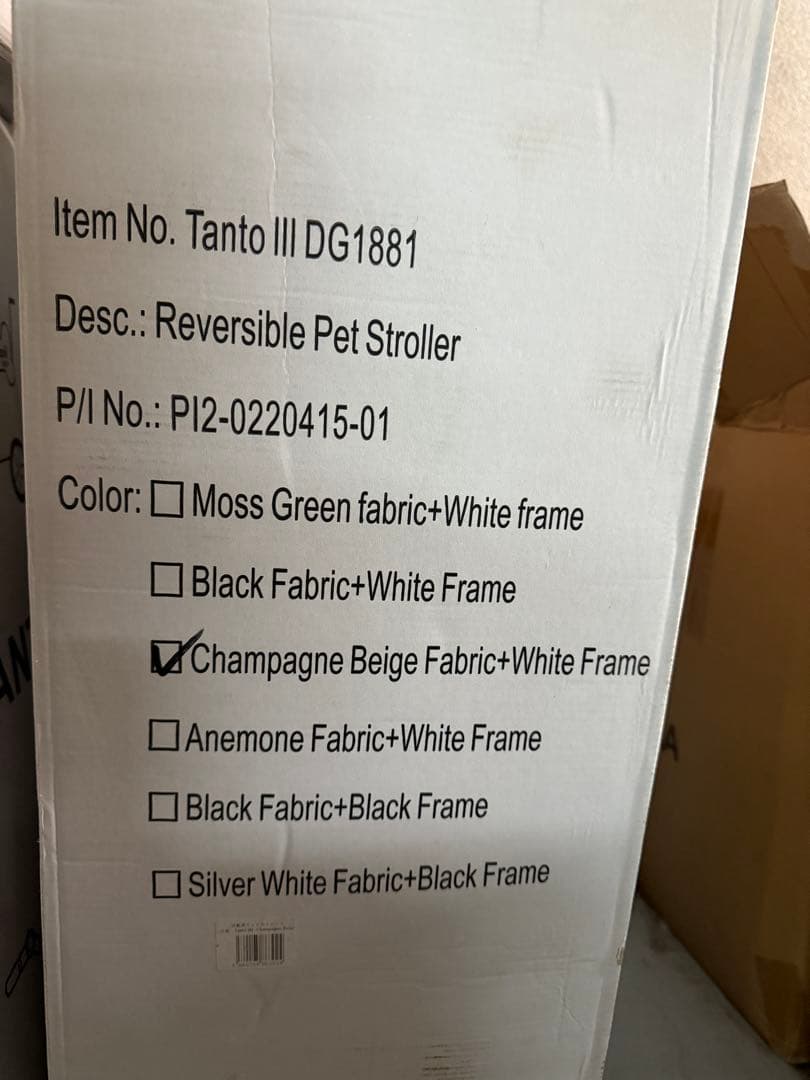 Item No. Tanto III DG1881
Desc.: Reversible Pet Stroller
P/I No.: PI2-0220415-01
Color: ☐ Moss Green fabric+White frame
☐ Black Fabric+White Frame
☑ Champagne Beige Fabric+White Frame
☐ Anemone Fabric+White Frame
☐ Black Fabric+Black Frame
☐ Silver White Fabric+Black Frame